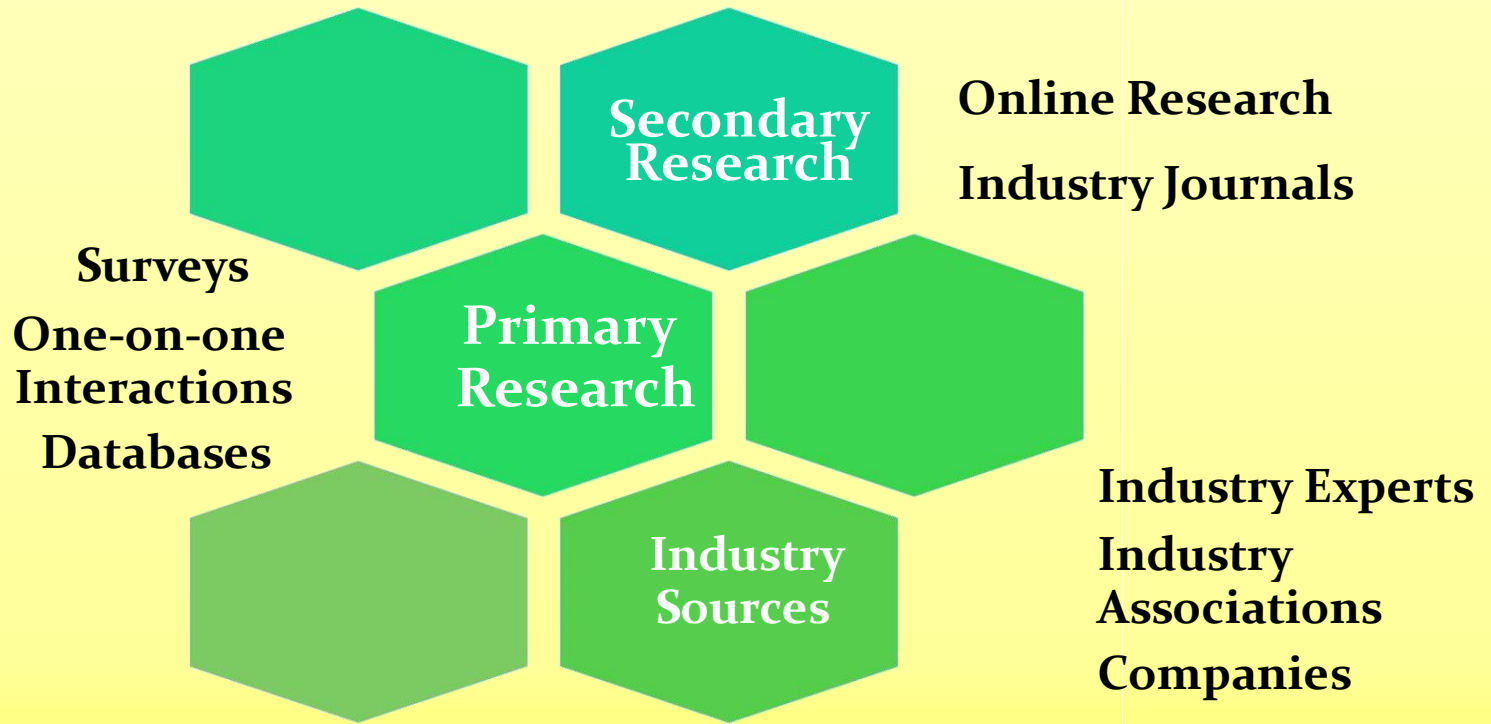 Secondary
Research
Online Research
Industry Journals
Surveys
One-on-one
Interactions
Databases
Primary
Research
Industry
Sources
Industry Experts
Industry
Associations
Companies